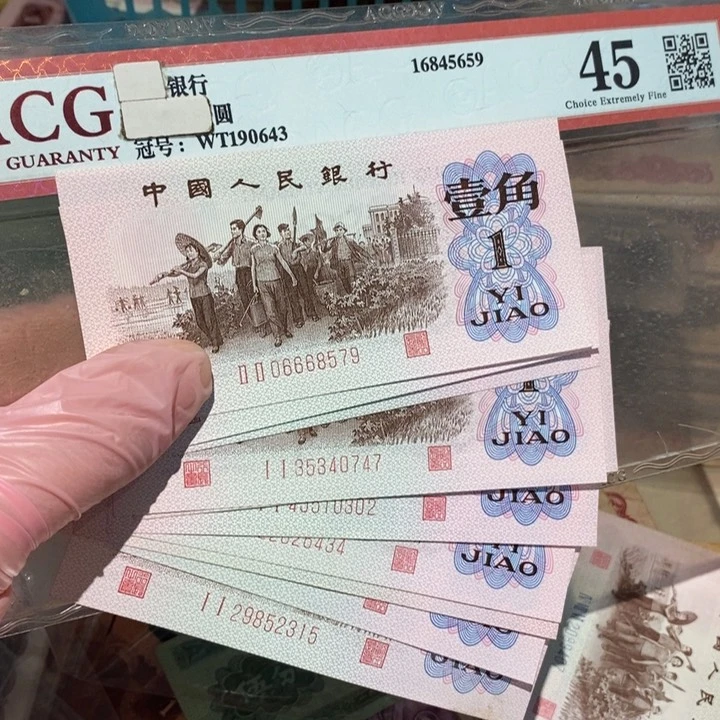 ACG
GUARANTY
银行
圆
冠号: WT190643
16845659
45
Choice Extremely Fine
中國人民銀行
壹角
1
YI
JIAO
II II 06668579
1
YI
JIAO
I I 35340747
JIAO
JIAO
I I 29852315